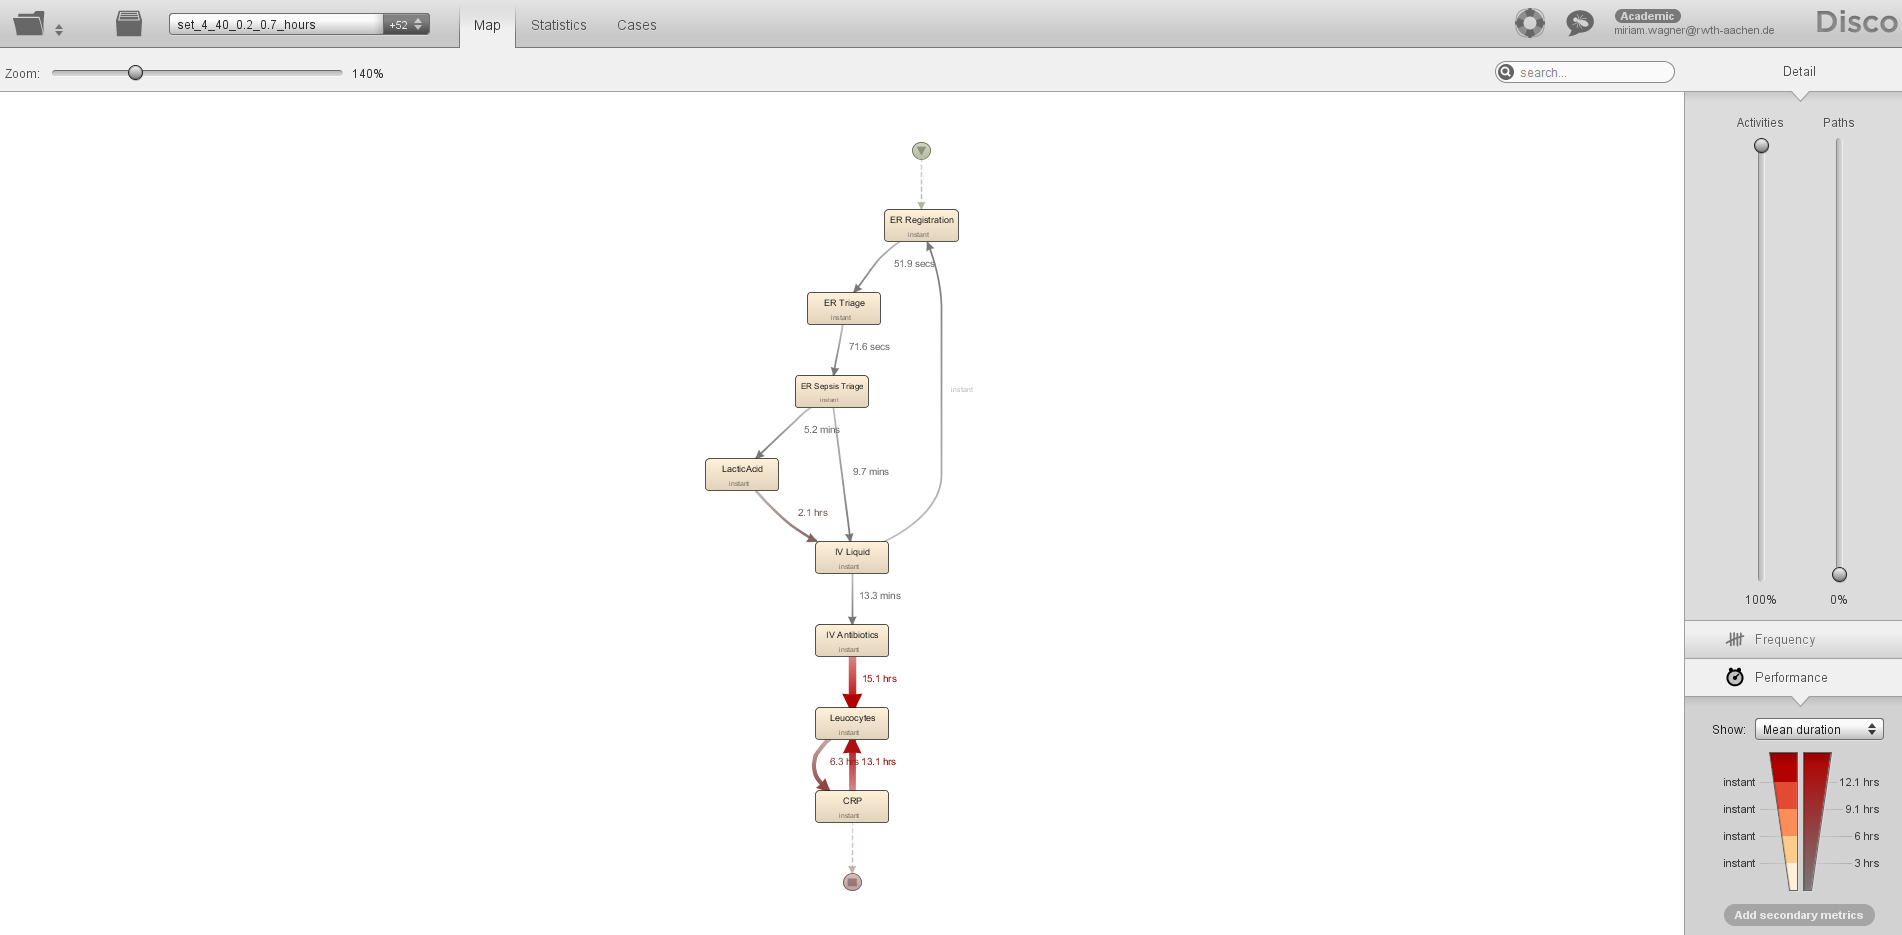 set_4_40_0.2_0.7_hours
+52
Map
Statistics
Cases
Academic
miriam.wagner@rwth-aachen.de
Disco
Zoom:
140%
search...
Detail
Activities
Paths
ER Registration
instant
51.9 secs
ER Triage
instant
71.6 secs
ER Sepsis Triage
instant
instant
5.2 mins
LacticAcid
instant
9.7 mins
2.1 hrs
IV Liquid
instant
13.3 mins
100%
0%
IV Antibiotics
instant
Frequency
15.1 hrs
Performance
Leucocytes
instant
Show:
Mean duration
6.3 hrs
13.1 hrs
CRP
instant
instant
12.1 hrs
instant
9.1 hrs
instant
6 hrs
instant
3 hrs
Add secondary metrics